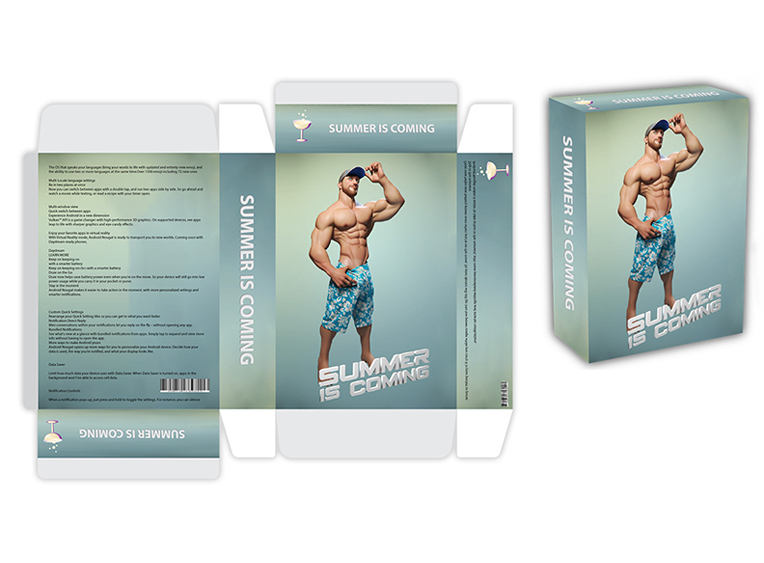 SUMMER IS COMING
The OS that speaks your language: Bring your words to life with updated and entirely new emoji, and
the ability to use two or more languages at the same time. Over 1500 emoji including 72 new ones
Multi-Locale language settings
Be in two places at once
Now you can switch between apps with a double tap, and run two apps side by side. So go ahead and
watch a movie while texting, or read a recipe with your timer open.
Multi-window view
Quick switch between apps
Experience Android in a new dimension
Vulkan™ API is a game changer with high-performance 3D graphics. On supported devices, see apps
leap to life with sharper graphics and eye-candy effects.
Enjoy your favorite apps in virtual reality
With Virtual Reality mode, Android Nougat is ready to transport you to new worlds. Coming soon with
Daydream-ready phones.
Daydream
LEARN MORE
Keep on keeping on
with a smarter battery
Keep on keeping on the with a smarter battery
Doze on the Go
Doze now helps save battery power even when you're on the move. So your device will still go into low
power usage while you carry it in your pocket or purse.
Stay in the moment
Android Nougat makes it easier to take action in the moment, with more personalized settings and
smarter notifications.
Custom Quick Settings
Rearrange your Quick Setting tiles so you can get to what you need faster.
Notification Direct Reply
Mini conversations within your notifications let you reply on the fly - without opening any app.
Bundled Notifications
See what's new at a glance with bundled notifications from apps. Simply tap to expand and view more
info without having to open the app.
More ways to make Android yours
Android Nougat opens up more ways for you to personalize your Android device. Decide how your
data is used, the way you're notified, and what your display looks like.
Data Saver
Limit how much data your device uses with Data Saver. When Data Saver is turned on, apps in the
background won't be able to access cell data.
Notification Controls
When a notification pops up, just press and hold to toggle the settings. For instance, you can silence
SUMMER IS COMING
SUMMER
IS COMING
SUMMER IS COMING
SUMMER IS COMING
SUMMER IS COMING
SUMMER
IS COMING